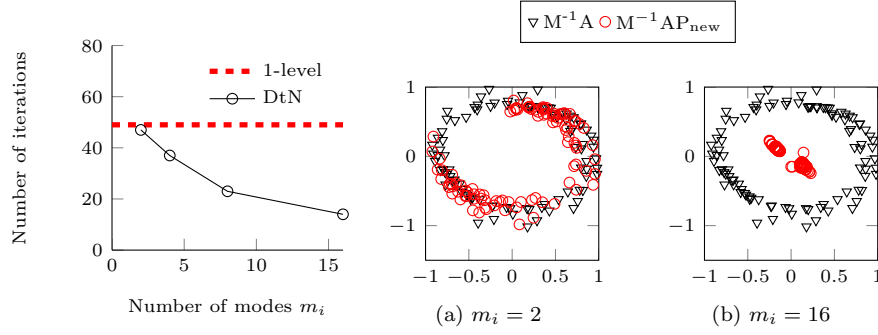 M⁻¹A M⁻¹AP_new
80
60
40
20
0
0 5 10 15
Number of iterations
Number of modes m_i
1-level
DtN
1
0
−1
−1 −0.5 0 0.5 1
(a) m_i = 2
1
0
−1
−1 −0.5 0 0.5 1
(b) m_i = 16